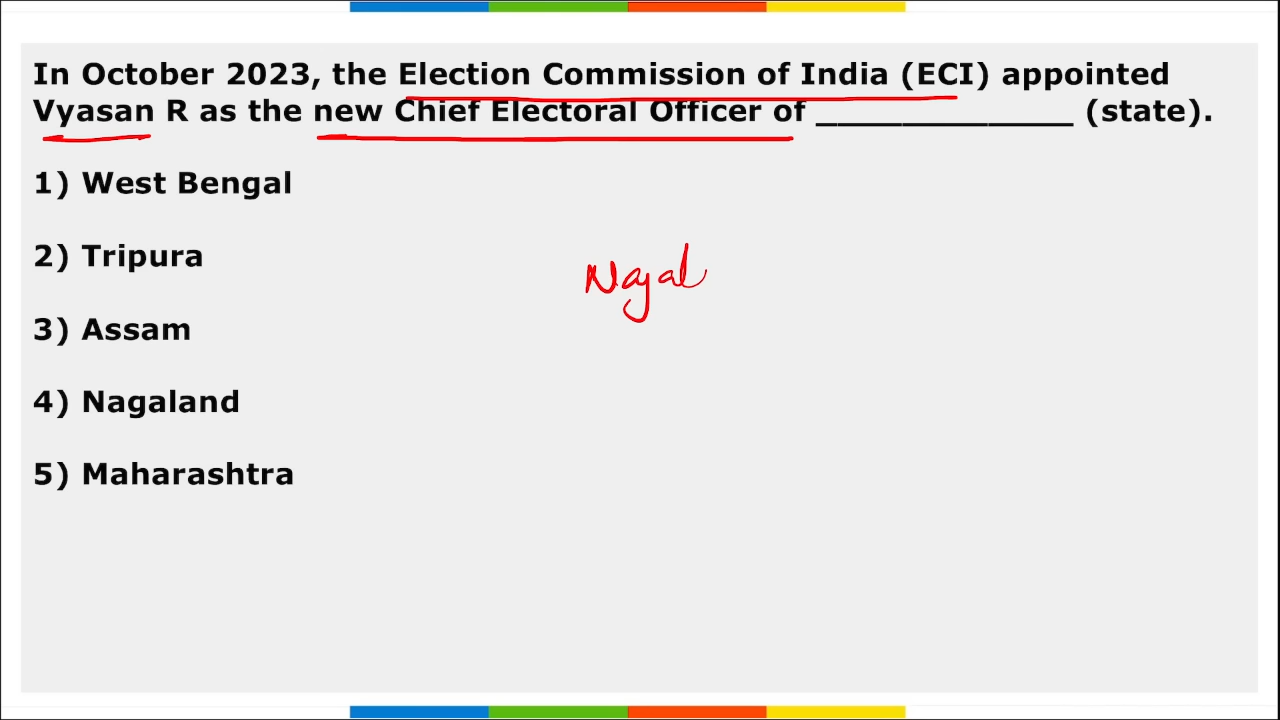 In October 2023, the Election Commission of India (ECI) appointed
Vyasan R as the new Chief Electoral Officer of ____________ (state).
1) West Bengal
2) Tripura
Nagal
3) Assam
4) Nagaland
5) Maharashtra